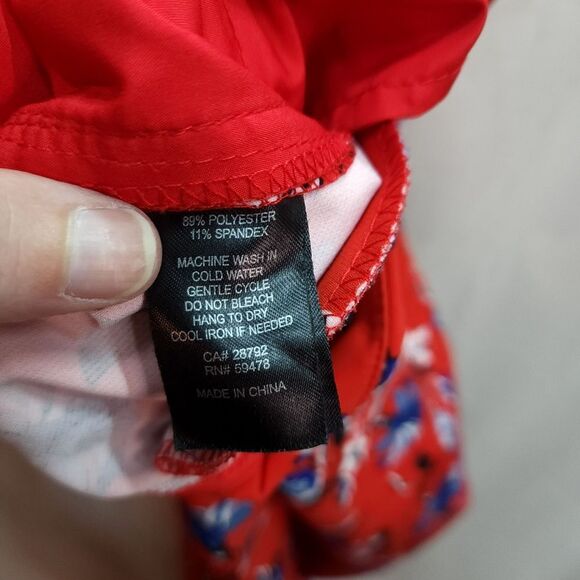 89% POLYESTER
11% SPANDEX
MACHINE WASH IN
COLD WATER
GENTLE CYCLE
DO NOT BLEACH
HANG TO DRY
COOL IRON IF NEEDED
CA# 28792
RN# 59478
MADE IN CHINA